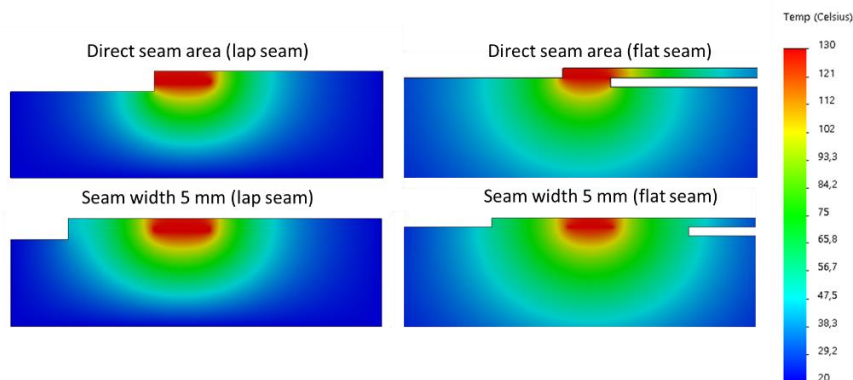 Temp (Celsius)
Direct seam area (lap seam)
Direct seam area (flat seam)
Seam width 5 mm (lap seam)
Seam width 5 mm (flat seam)
130
121
112
102
93,3
84,2
75
65,8
56,7
47,5
38,3
29,2
20